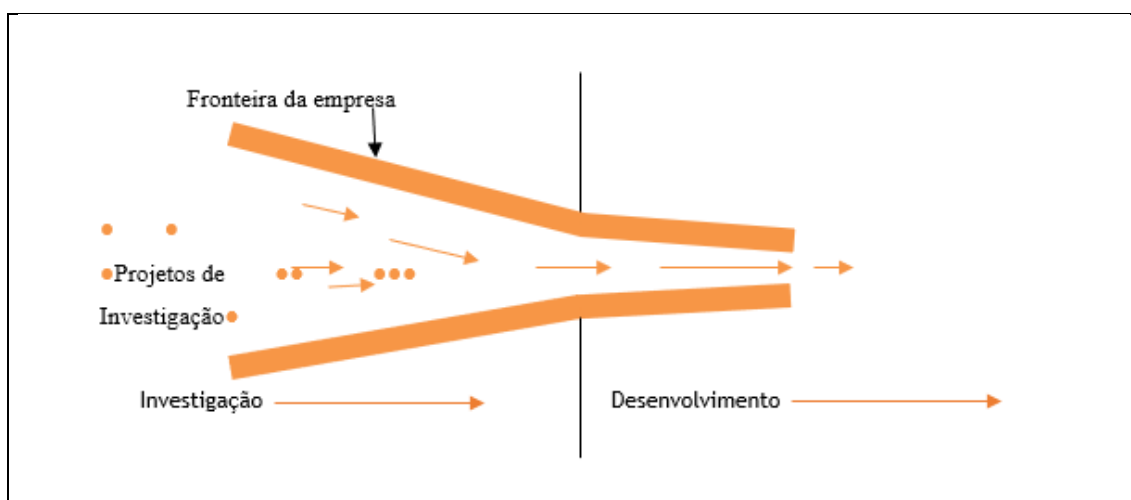 Fronteira da empresa
Projetos de
Investigação
Investigação
Desenvolvimento